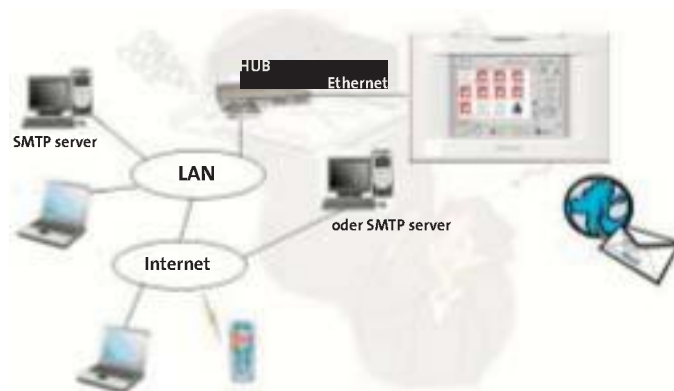 HUB
Ethernet
SMTP server
LAN
oder SMTP server
Internet